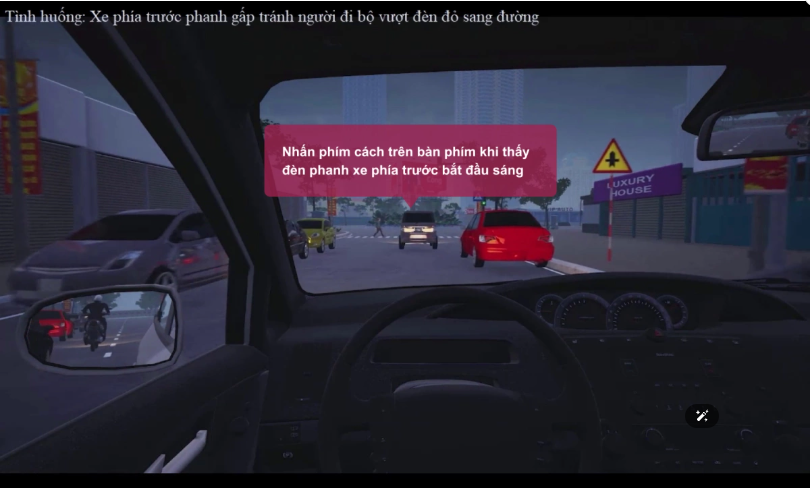 Tình huống: Xe phía trước phanh gấp tránh người đi bộ vượt đèn đỏ sang đường
Nhấn phím cách trên bàn phím khi thấy
đèn phanh xe phía trước bắt đầu sáng
LUXURY
HOUSE